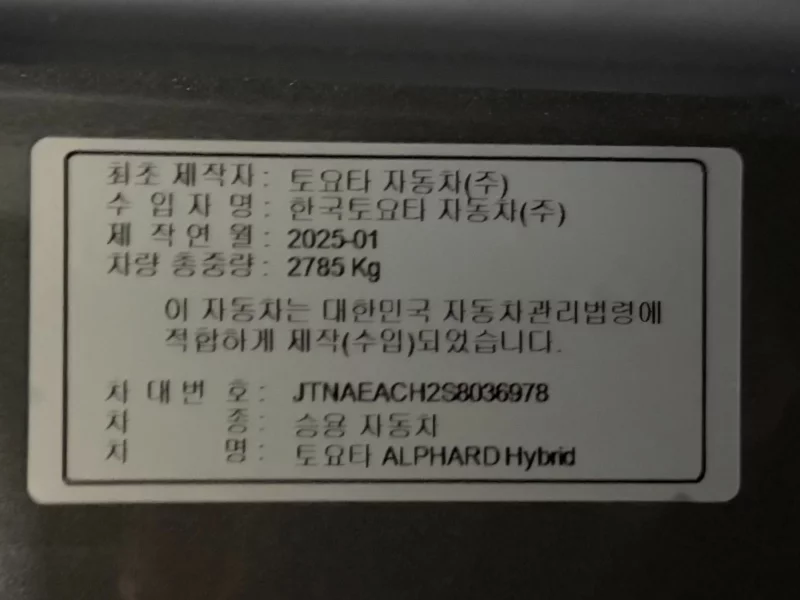 최초 제작자 : 토요타 자동차(주)
수 입 자 명 : 한국토요타 자동차(주)
제 작 연 월 : 2025-01
차량 총중량 : 2785 Kg
이 자동차는 대한민국 자동차관리법령에
적합하게 제작(수입)되었습니다.
차 대 번 호 : JTNAEACH2S8036978
차 종 : 승용 자동차
차 명 : 토요타 ALPHARD Hybrid